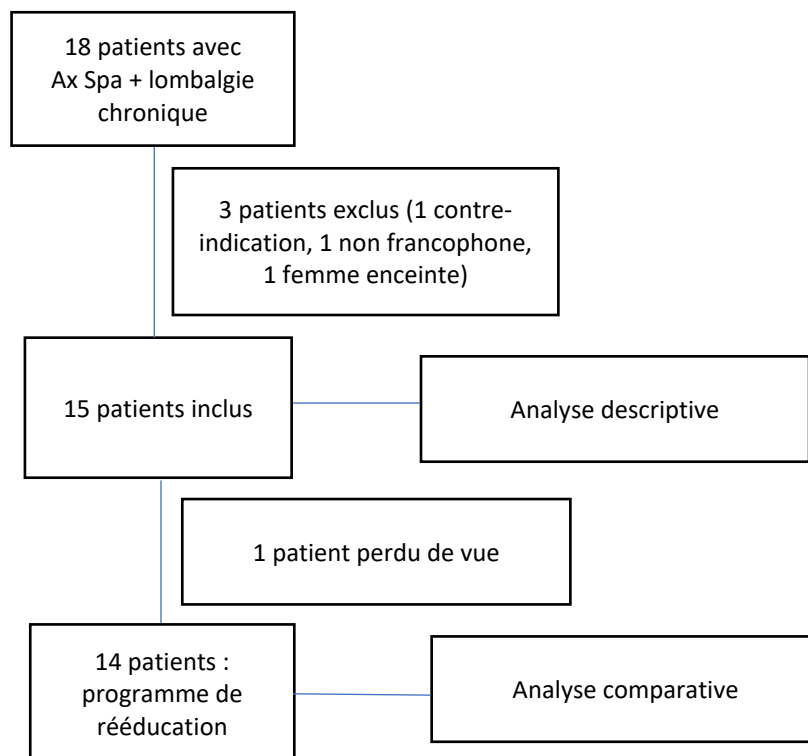 18 patients avec
Ax Spa + lombalgie
chronique
3 patients exclus (1 contre-
indication, 1 non francophone,
1 femme enceinte)
15 patients inclus
Analyse descriptive
1 patient perdu de vue
14 patients :
programme de
rééducation
Analyse comparative